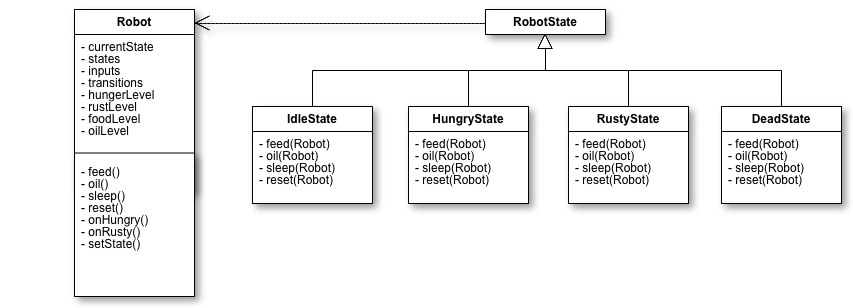 Robot
- currentState
- states
- inputs
- transitions
- hungerLevel
- rustLevel
- foodLevel
- oilLevel
- feed()
- oil()
- sleep()
- reset()
- onHungry()
- onRusty()
- setState()
RobotState
IdleState
- feed(Robot)
- oil(Robot)
- sleep(Robot)
- reset(Robot)
HungryState
- feed(Robot)
- oil(Robot)
- sleep(Robot)
- reset(Robot)
RustyState
- feed(Robot)
- oil(Robot)
- sleep(Robot)
- reset(Robot)
DeadState
- feed(Robot)
- oil(Robot)
- sleep(Robot)
- reset(Robot)